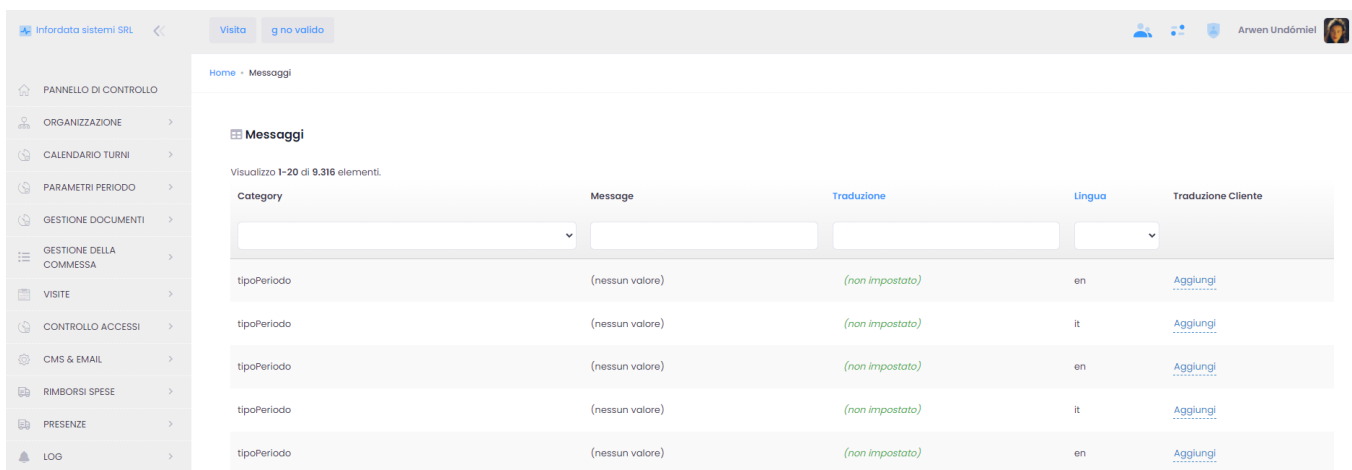 Infordata sistemi SRL
Visita
g no valido
Arwen Undómiel
Home • Messaggi
PANNELLO DI CONTROLLO
ORGANIZZAZIONE
CALENDARIO TURNI
PARAMETRI PERIODO
GESTIONE DOCUMENTI
GESTIONE DELLA
COMMESSA
VISITE
CONTROLLO ACCESSI
CMS & EMAIL
RIMBORSI SPESE
PRESENZE
LOG
Messaggi
Visualizzo 1-20 di 9.316 elementi.
Category Message Traduzione Lingua Traduzione Cliente
tipoPeriodo (nessun valore) (non impostato) en Aggiungi
tipoPeriodo (nessun valore) (non impostato) it Aggiungi
tipoPeriodo (nessun valore) (non impostato) en Aggiungi
tipoPeriodo (nessun valore) (non impostato) it Aggiungi
tipoPeriodo (nessun valore) (non impostato) en Aggiungi